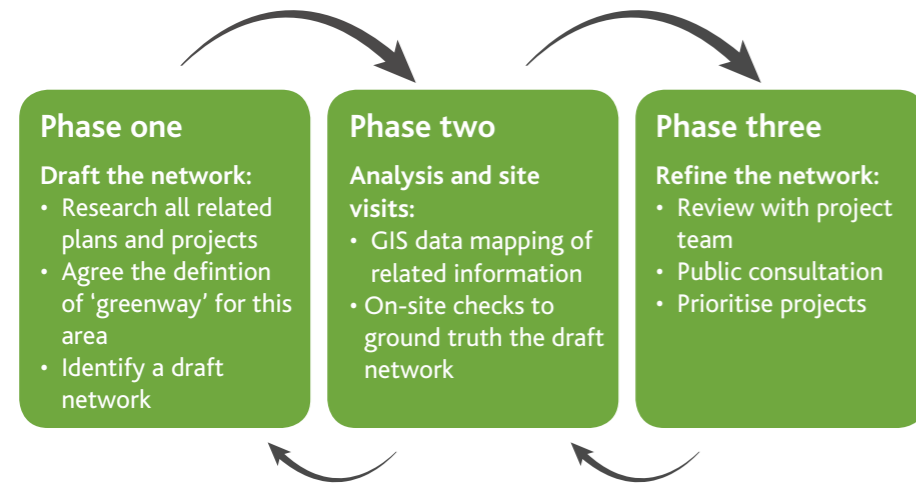 Phase one
Draft the network:
• Research all related
plans and projects
• Agree the defintion
of ‘greenway’ for this
area
• Identify a draft
network
Phase two
Analysis and site
visits:
• GIS data mapping of
related information
• On-site checks to
ground truth the draft
network
Phase three
Refine the network:
• Review with project
team
• Public consultation
• Prioritise projects